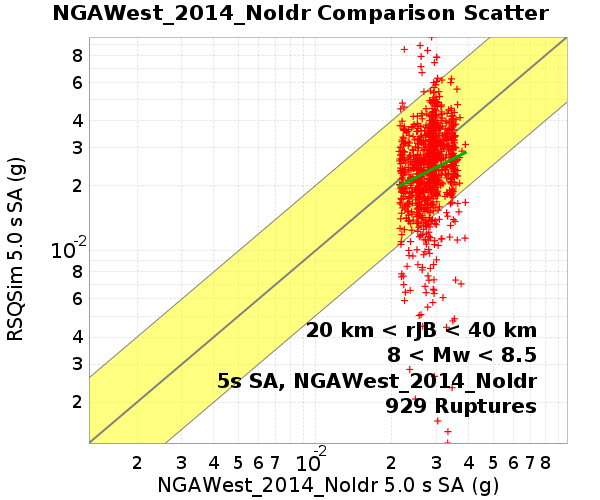 NGAWest_2014_NoIdr Comparison Scatter
RSQSim 5.0 s SA (g)
8
6
4
3
2
10-2
8
6
4
3
2
20 km < rJB < 40 km
8 < Mw < 8.5
5s SA, NGAWest_2014_NoIdr
929 Ruptures
2 3 4 5 6 7 10-2 2 3 4 5 6 7 8
NGAWest_2014_NoIdr 5.0 s SA (g)